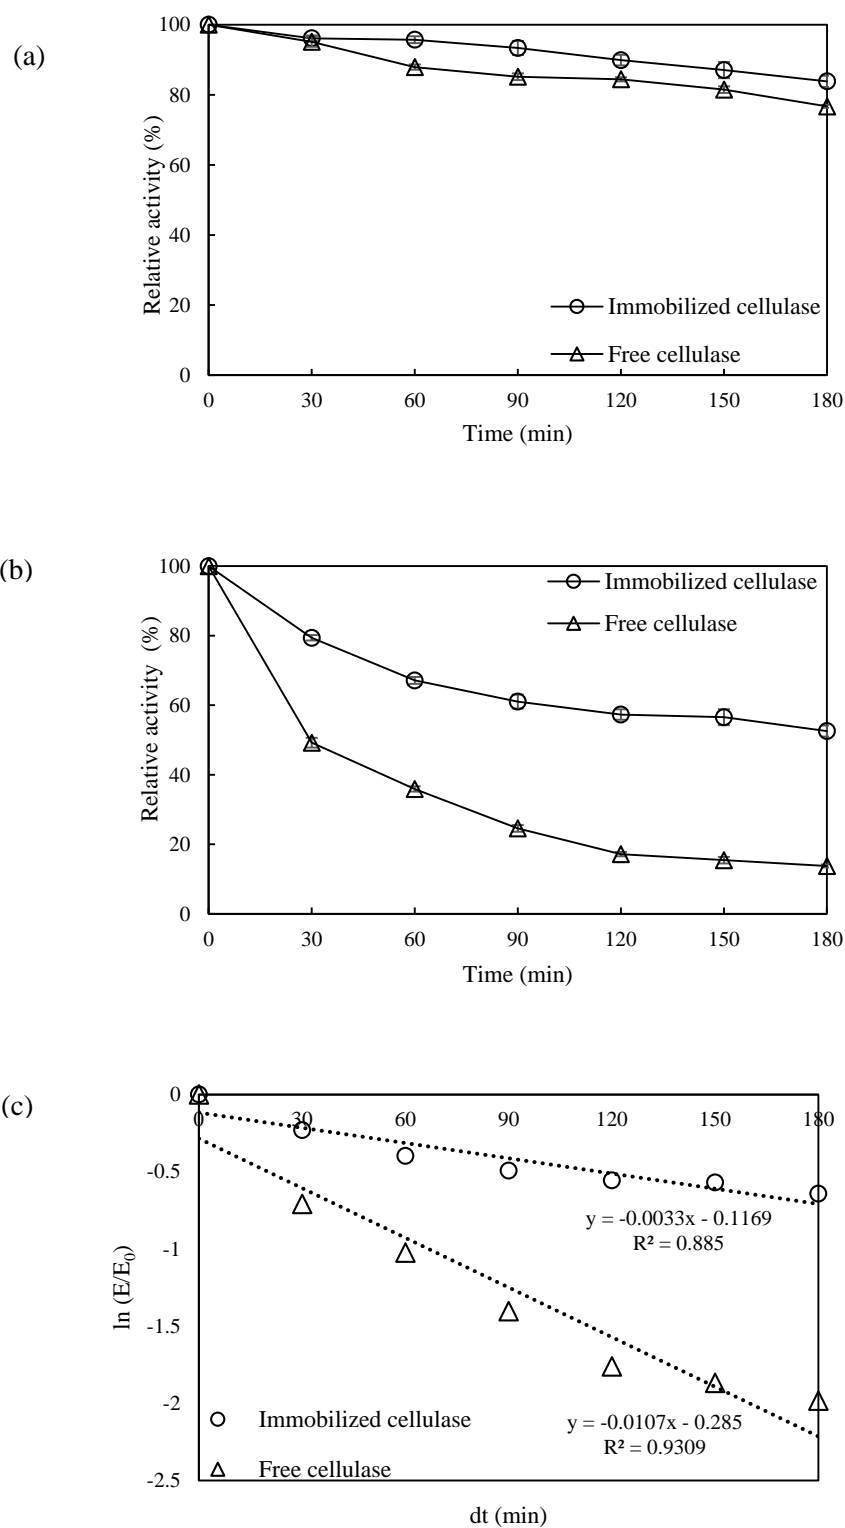 (a)
Relative activity (%)
100
80
60
40
20
0
Immobilized cellulase
Free cellulase
0 30 60 90 120 150 180
Time (min)
(b)
Relative activity (%)
100
80
60
40
20
0
Immobilized cellulase
Free cellulase
0 30 60 90 120 150 180
Time (min)
(c)
ln (E/E0)
0
-0.5
-1
-1.5
-2
-2.5
0 30 60 90 120 150 180
y = -0.0033x - 0.1169
R² = 0.885
y = -0.0107x - 0.285
R² = 0.9309
Immobilized cellulase
Free cellulase
dt (min)